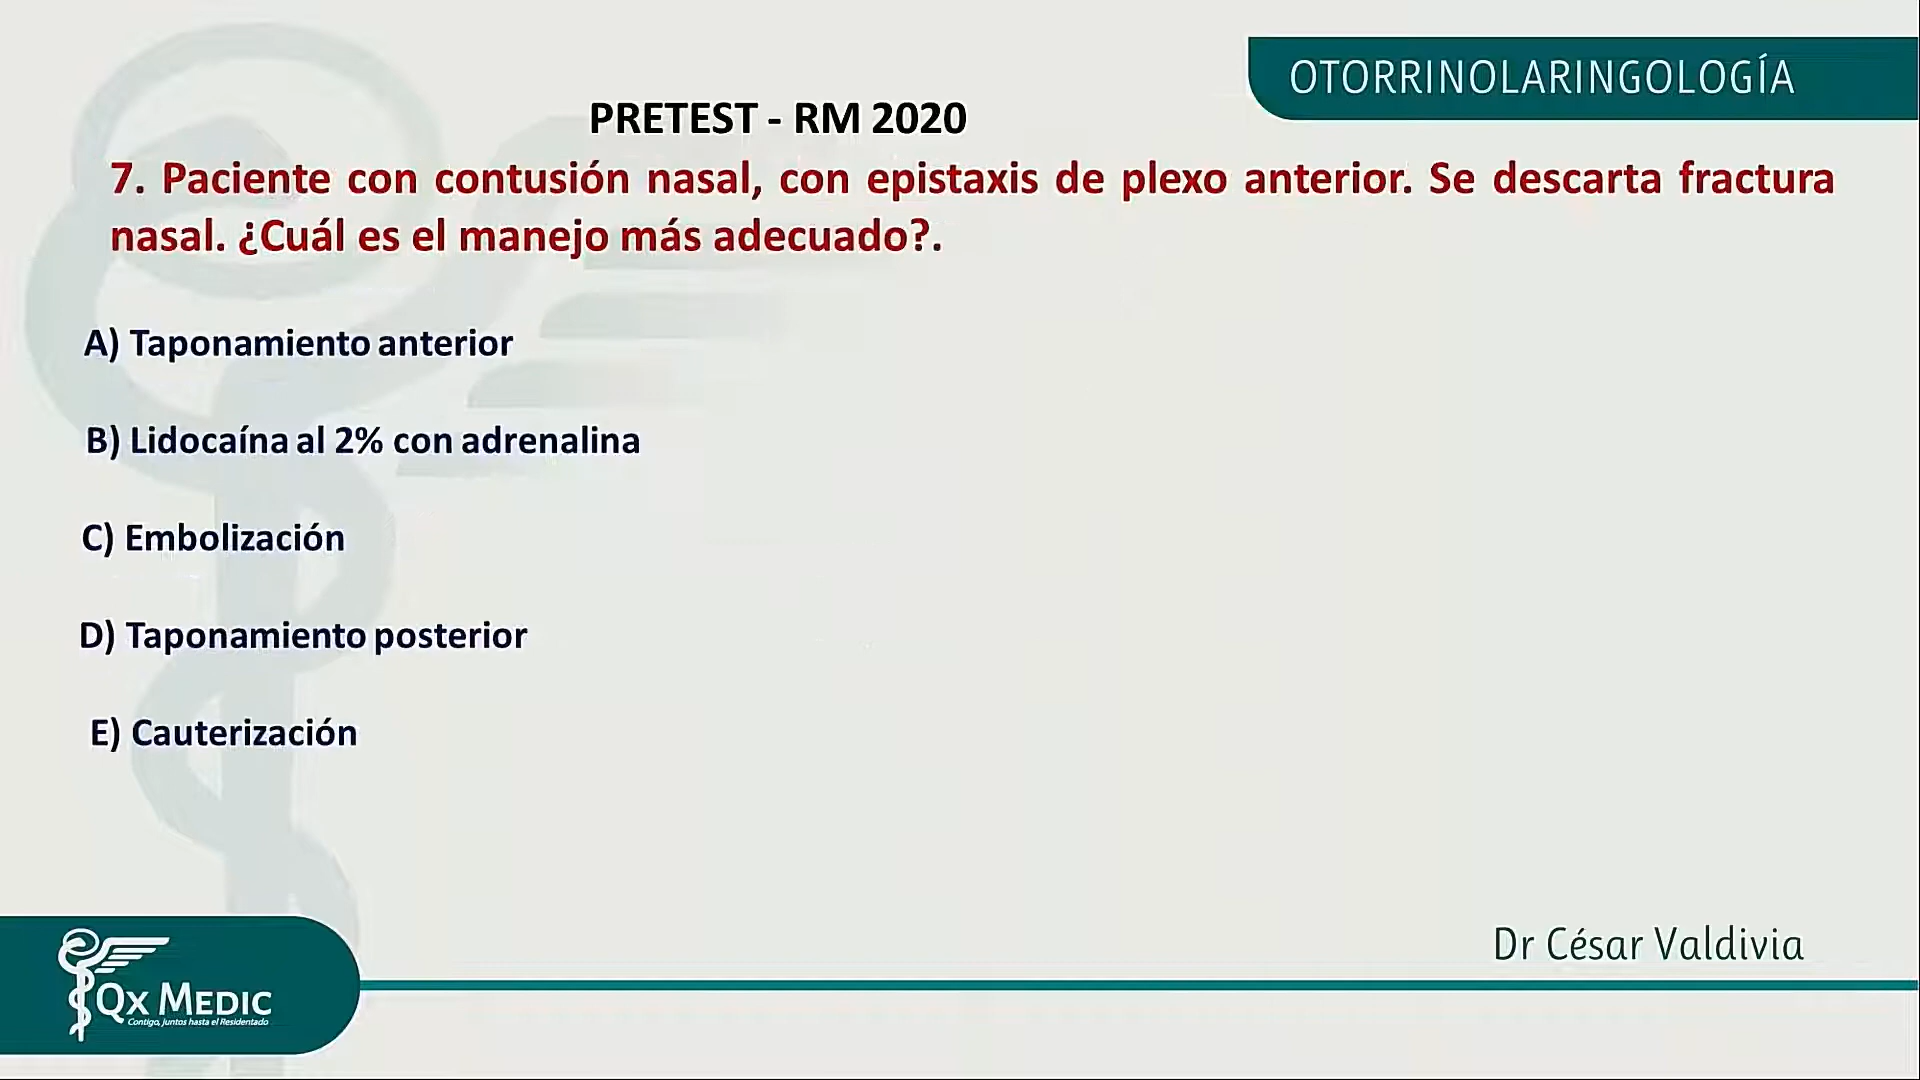 OTORRINOLARINGOLOGÍA
PRETEST - RM 2020
7. Paciente con contusión nasal, con epistaxis de plexo anterior. Se descarta fractura
nasal. ¿Cuál es el manejo más adecuado?.
A) Taponamiento anterior
B) Lidocaína al 2% con adrenalina
C) Embolización
D) Taponamiento posterior
E) Cauterización
Dr César Valdivia
QX MEDIC
Contigo, juntos hasta el Residentado